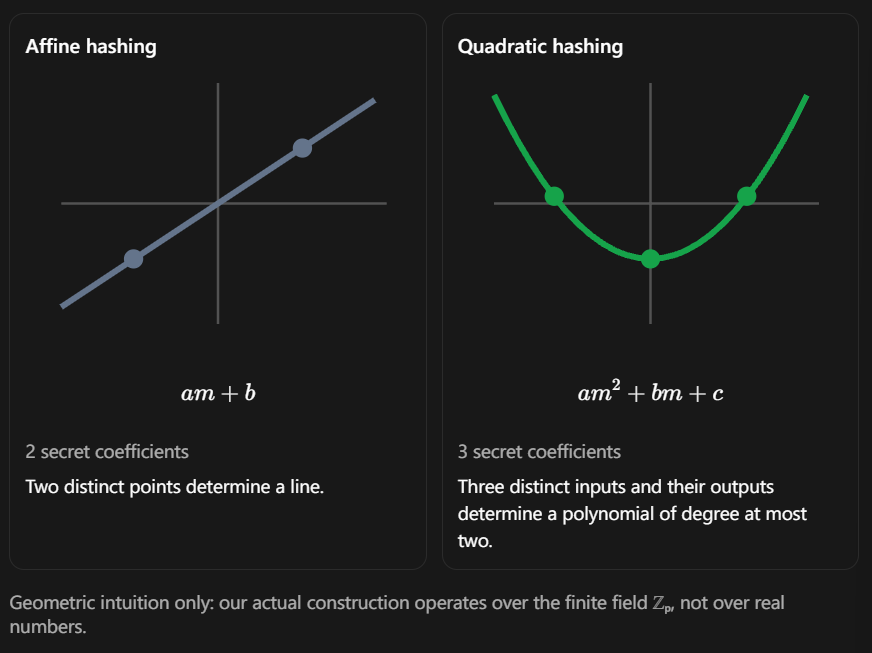 Affine hashing
am + b
2 secret coefficients
Two distinct points determine a line.
Quadratic hashing
am² + bm + c
3 secret coefficients
Three distinct inputs and their outputs
determine a polynomial of degree at most
two.
Geometric intuition only: our actual construction operates over the finite field ℤₚ, not over real
numbers.